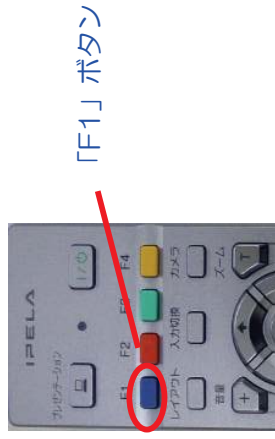 「F1」ボタン
IPELA
プレゼンテーション
I/⏻
F1 F2 F3 F4
レイアウト 入力切換 カメラ
音量 ズーム
+ T